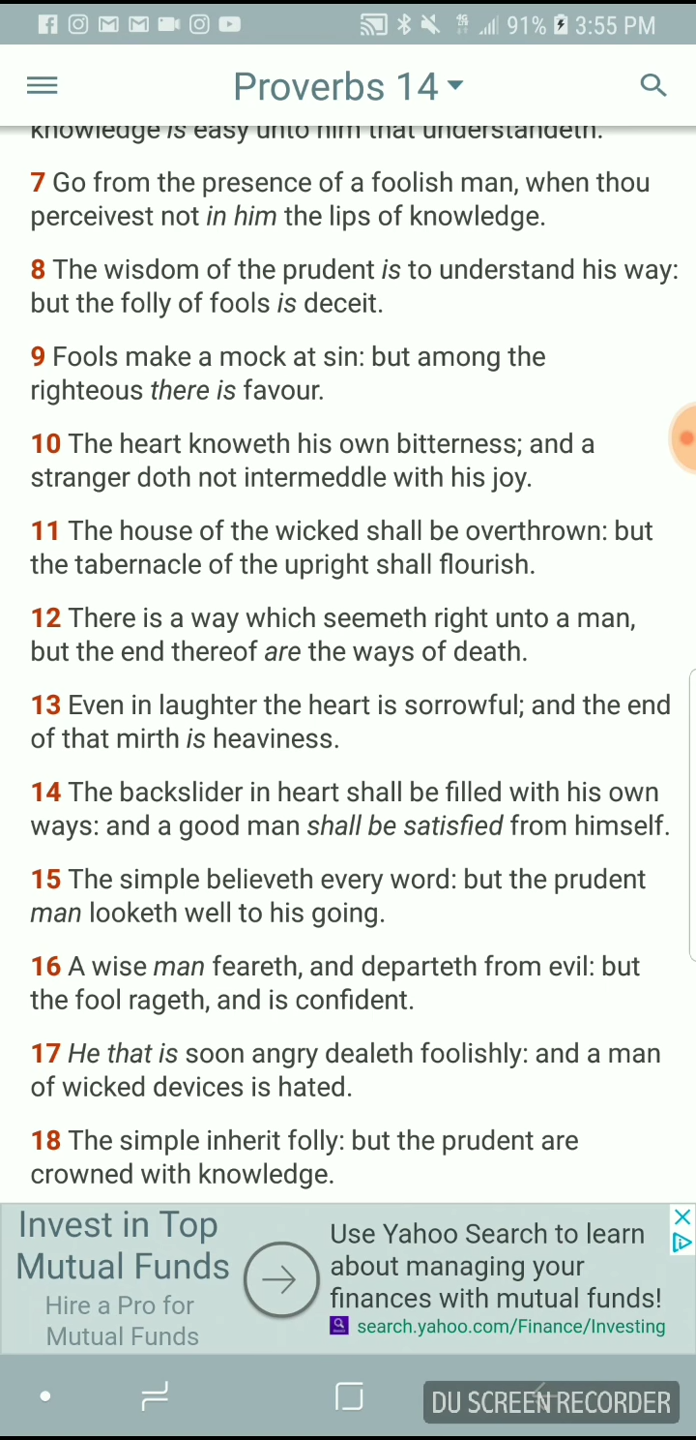 91% 3:55 PM
Proverbs 14
knowledge is easy unto him that understandeth.
7 Go from the presence of a foolish man, when thou
perceivest not in him the lips of knowledge.
8 The wisdom of the prudent is to understand his way:
but the folly of fools is deceit.
9 Fools make a mock at sin: but among the
righteous there is favour.
10 The heart knoweth his own bitterness; and a
stranger doth not intermeddle with his joy.
11 The house of the wicked shall be overthrown: but
the tabernacle of the upright shall flourish.
12 There is a way which seemeth right unto a man,
but the end thereof are the ways of death.
13 Even in laughter the heart is sorrowful; and the end
of that mirth is heaviness.
14 The backslider in heart shall be filled with his own
ways: and a good man shall be satisfied from himself.
15 The simple believeth every word: but the prudent
man looketh well to his going.
16 A wise man feareth, and departeth from evil: but
the fool rageth, and is confident.
17 He that is soon angry dealeth foolishly: and a man
of wicked devices is hated.
18 The simple inherit folly: but the prudent are
crowned with knowledge.
Invest in Top
Mutual Funds
Hire a Pro for
Mutual Funds
Use Yahoo Search to learn
about managing your
finances with mutual funds!
search.yahoo.com/Finance/Investing
DU SCREEN RECORDER